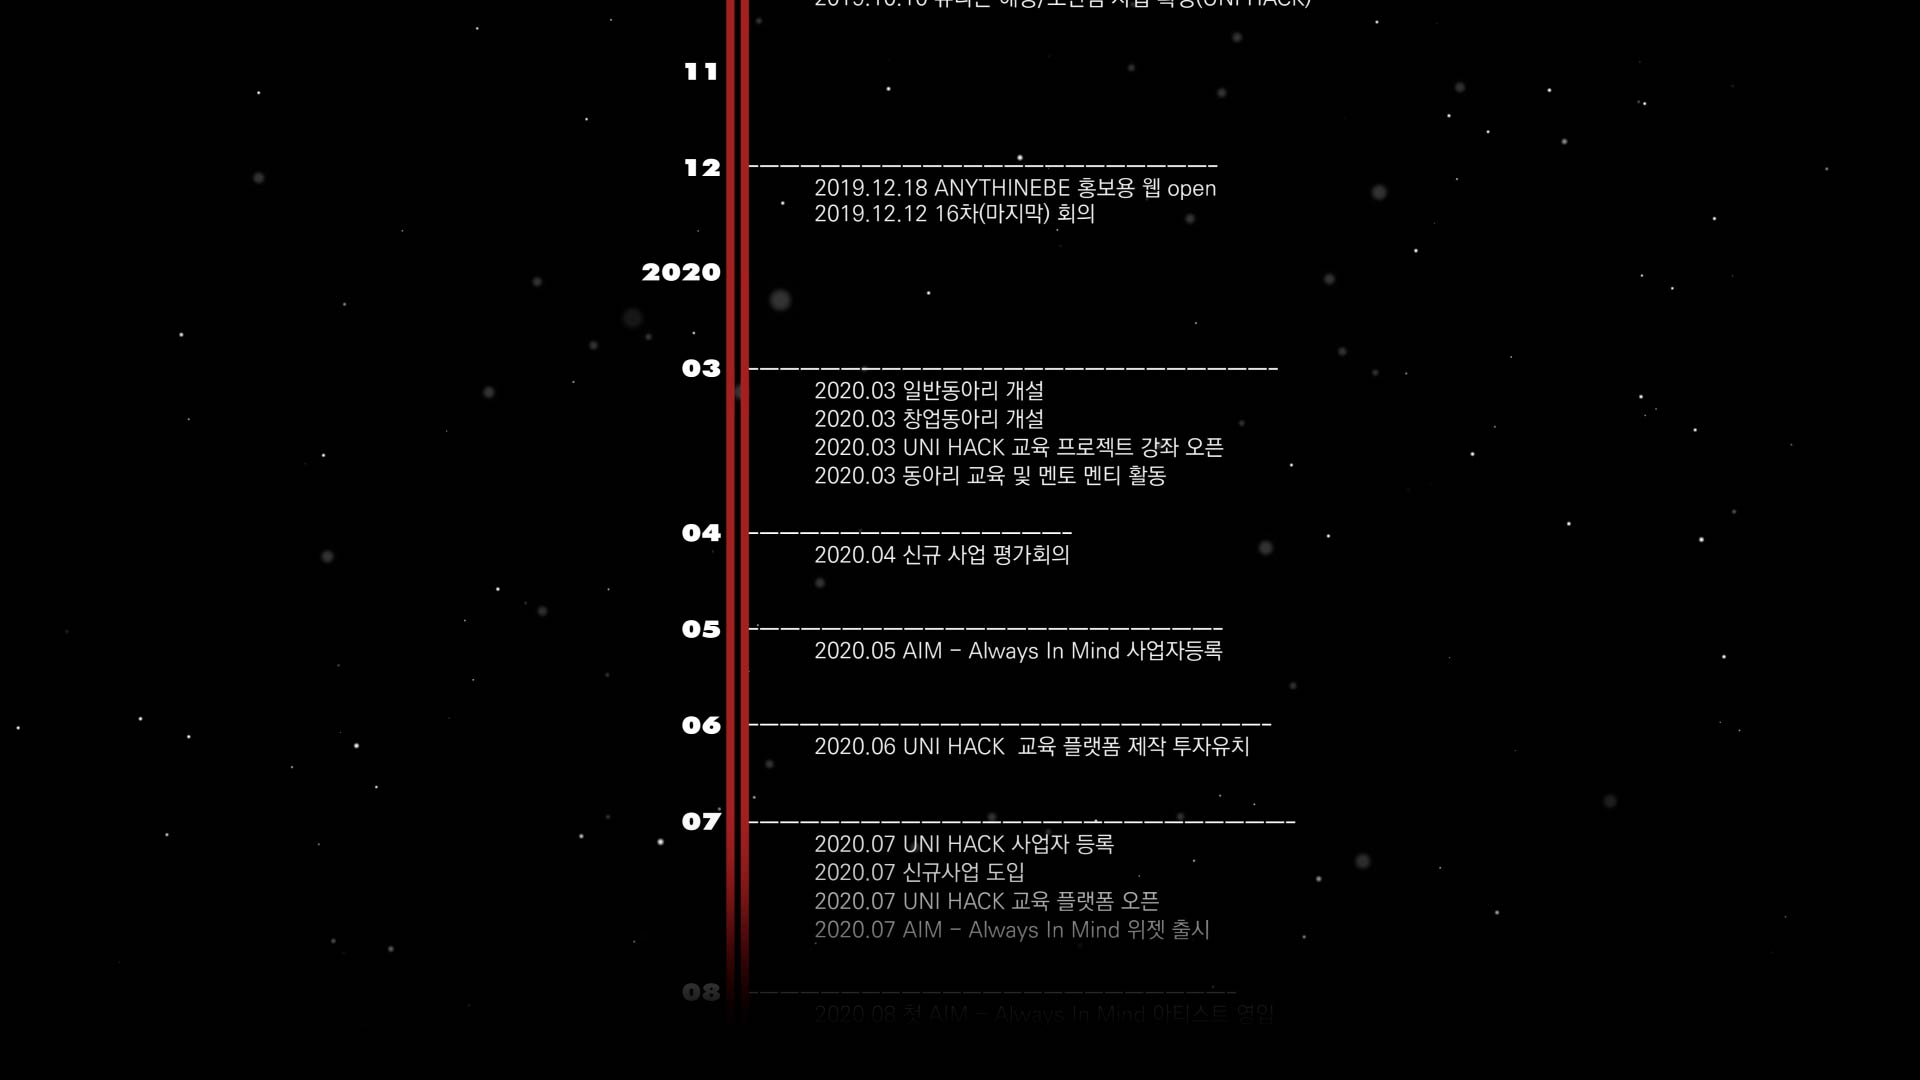 11
12
2019.12.18 ANYTHINEBE 홍보용 웹 open
2019.12.12 16차(마지막) 회의
2020
03
2020.03 일반동아리 개설
2020.03 창업동아리 개설
2020.03 UNI HACK 교육 프로젝트 강좌 오픈
2020.03 동아리 교육 및 멘토 멘티 활동
04
2020.04 신규 사업 평가회의
05
2020.05 AIM - Always In Mind 사업자등록
06
2020.06 UNI HACK  교육 플랫폼 제작 투자유치
07
2020.07 UNI HACK 사업자 등록
2020.07 신규사업 도입
2020.07 UNI HACK 교육 플랫폼 오픈
2020.07 AIM - Always In Mind 위젯 출시
08
2020.08 첫 AIM - Always In Mind 아티스트 영입